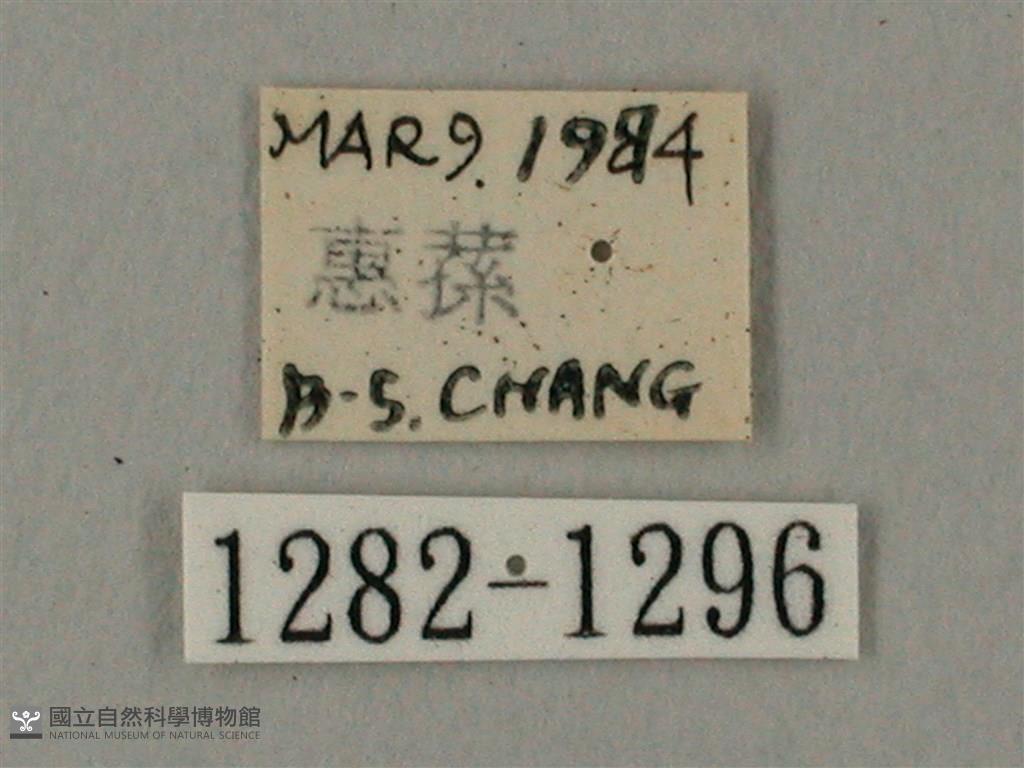 MAR 9. 1984
惠蓀
B-S. CHANG
1282-1296
國立自然科學博物館
NATIONAL MUSEUM OF NATURAL SCIENCE